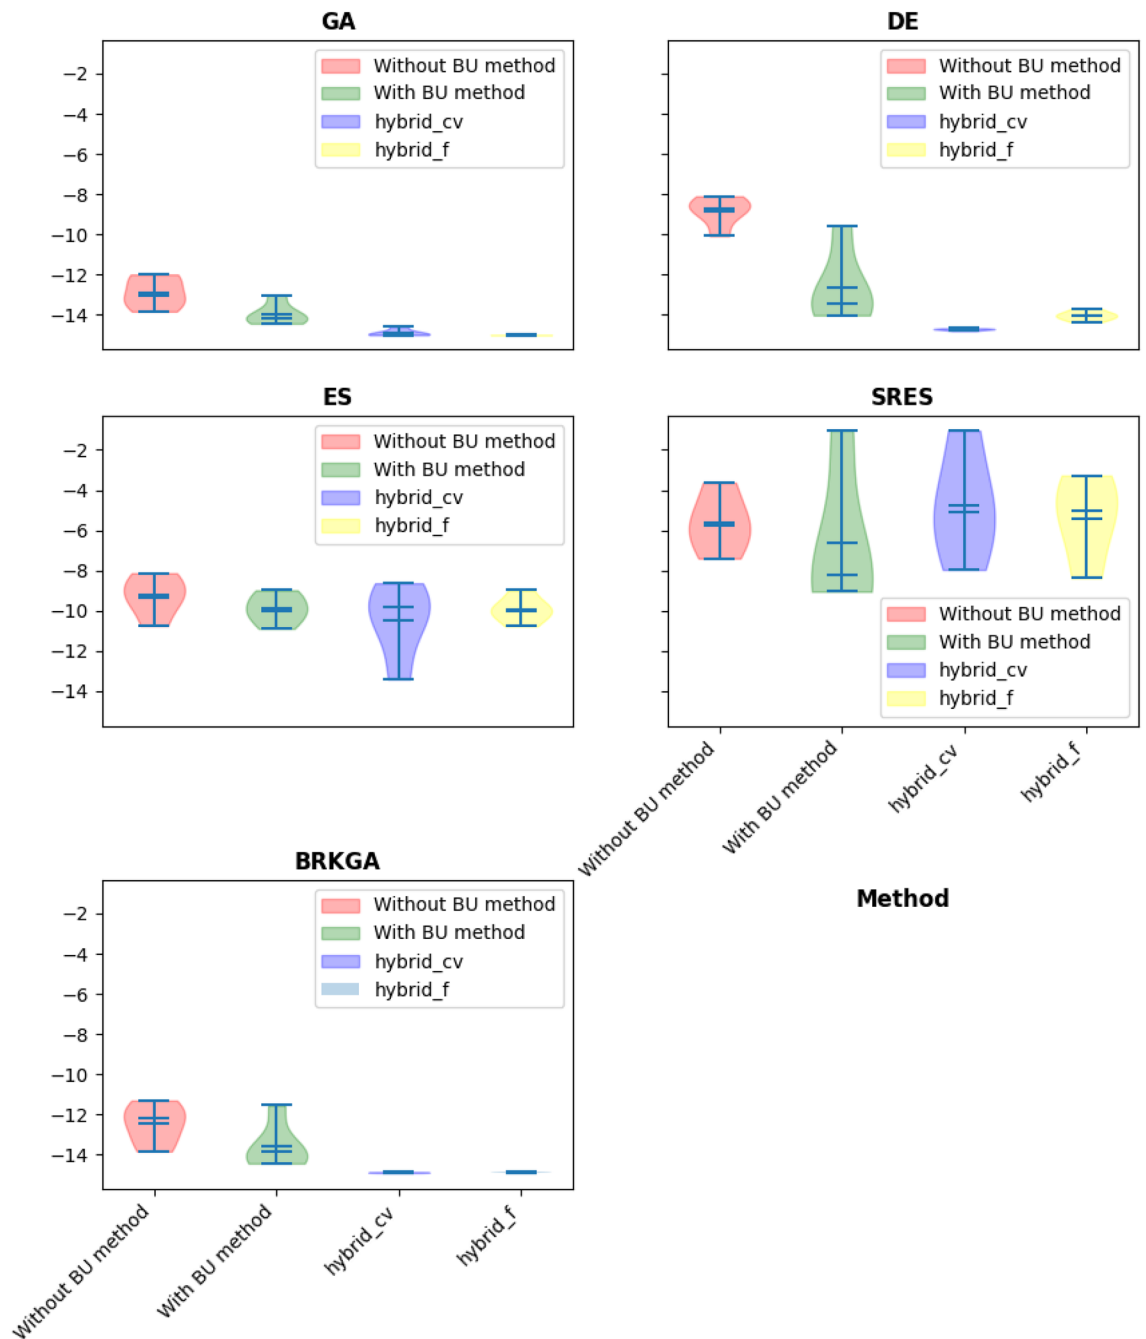 GA
−2
−4
−6
−8
−10
−12
−14
Without BU method
With BU method
hybrid_cv
hybrid_f
DE
Without BU method
With BU method
hybrid_cv
hybrid_f
ES
−2
−4
−6
−8
−10
−12
−14
Without BU method
With BU method
hybrid_cv
hybrid_f
SRES
Without BU method
With BU method
hybrid_cv
hybrid_f
Without BU method
With BU method
hybrid_cv
hybrid_f
BRKGA
−2
−4
−6
−8
−10
−12
−14
Without BU method
With BU method
hybrid_cv
hybrid_f
Without BU method
With BU method
hybrid_cv
hybrid_f
Method